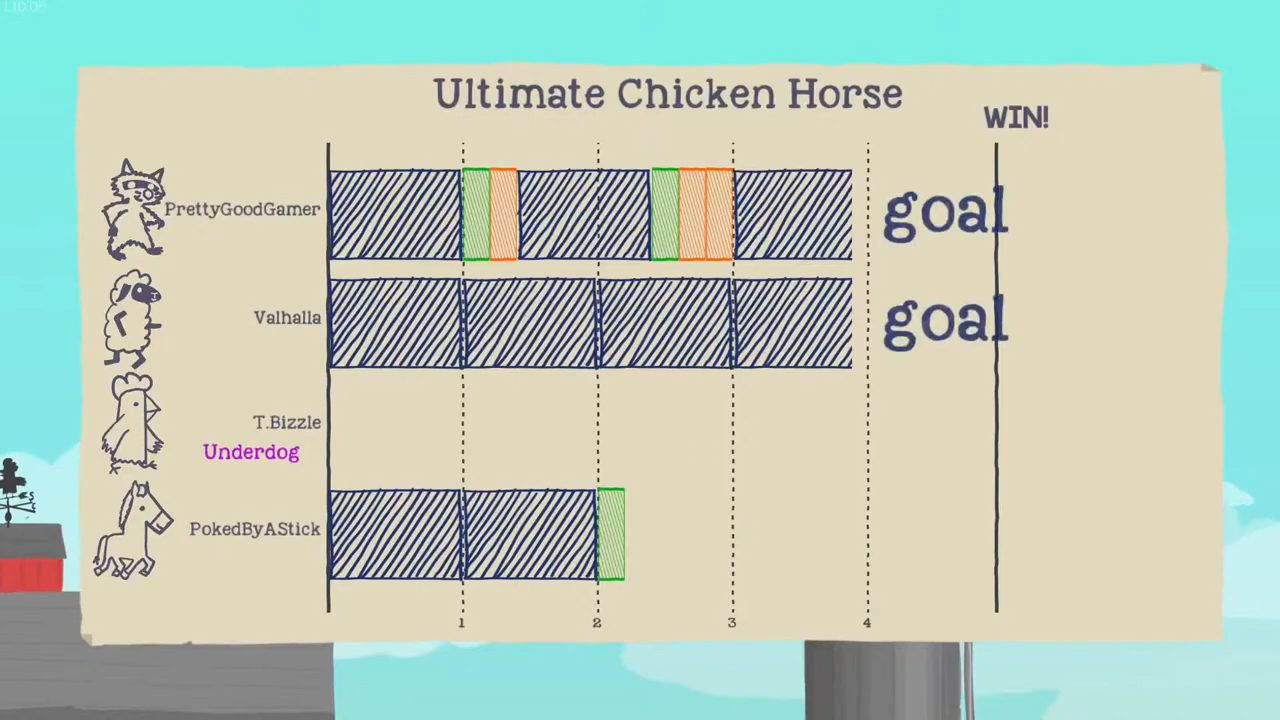 Ultimate Chicken Horse
WIN!
PrettyGoodGamer
goal
Valhalla
goal
T.Bizzle
Underdog
PokedByAStick
1 2 3 4